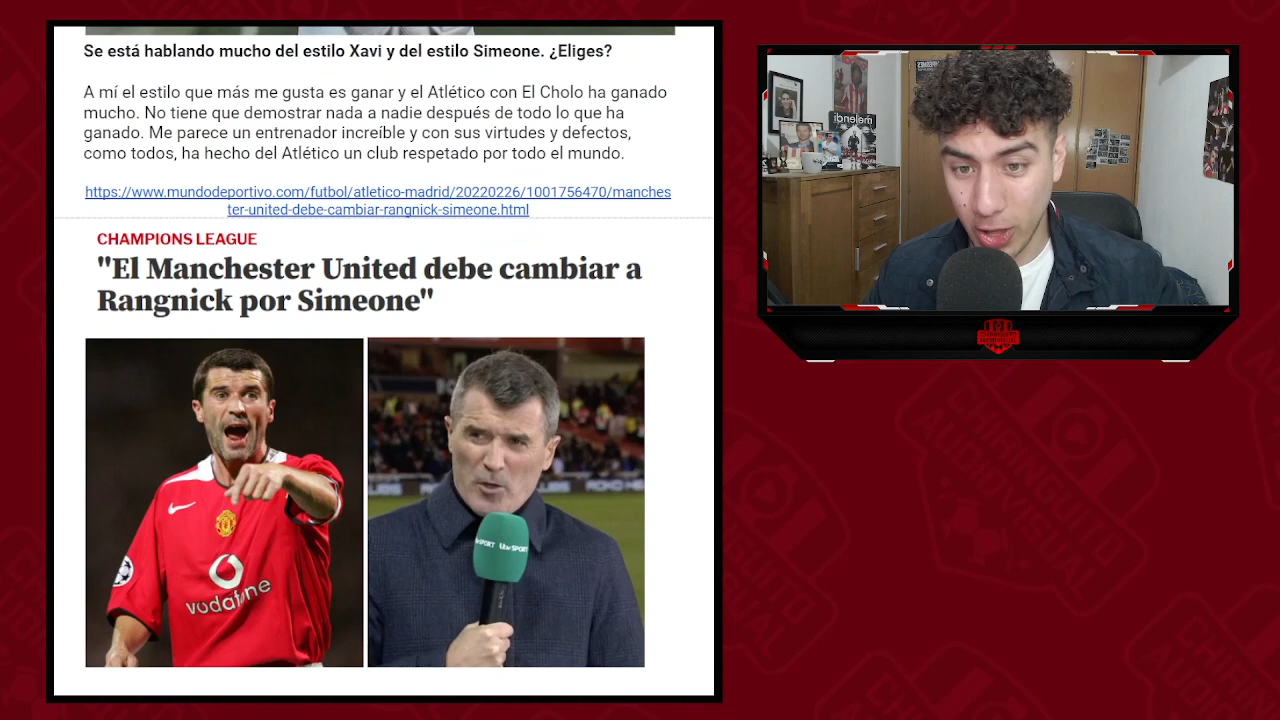 Se está hablando mucho del estilo Xavi y del estilo Simeone. ¿Eliges?
A mí el estilo que más me gusta es ganar y el Atlético con El Cholo ha ganado
mucho. No tiene que demostrar nada a nadie después de todo lo que ha
ganado. Me parece un entrenador increíble y con sus virtudes y defectos,
como todos, ha hecho del Atlético un club respetado por todo el mundo.
https://www.mundodeportivo.com/futbol/atletico-madrid/20220226/1001756470/manches
ter-united-debe-cambiar-rangnick-simeone.html
CHAMPIONS LEAGUE
"El Manchester United debe cambiar a
Rangnick por Simeone"
vodafone
itv SPORT
melendi
CHIRINGUITO
AUDIOVISUAL